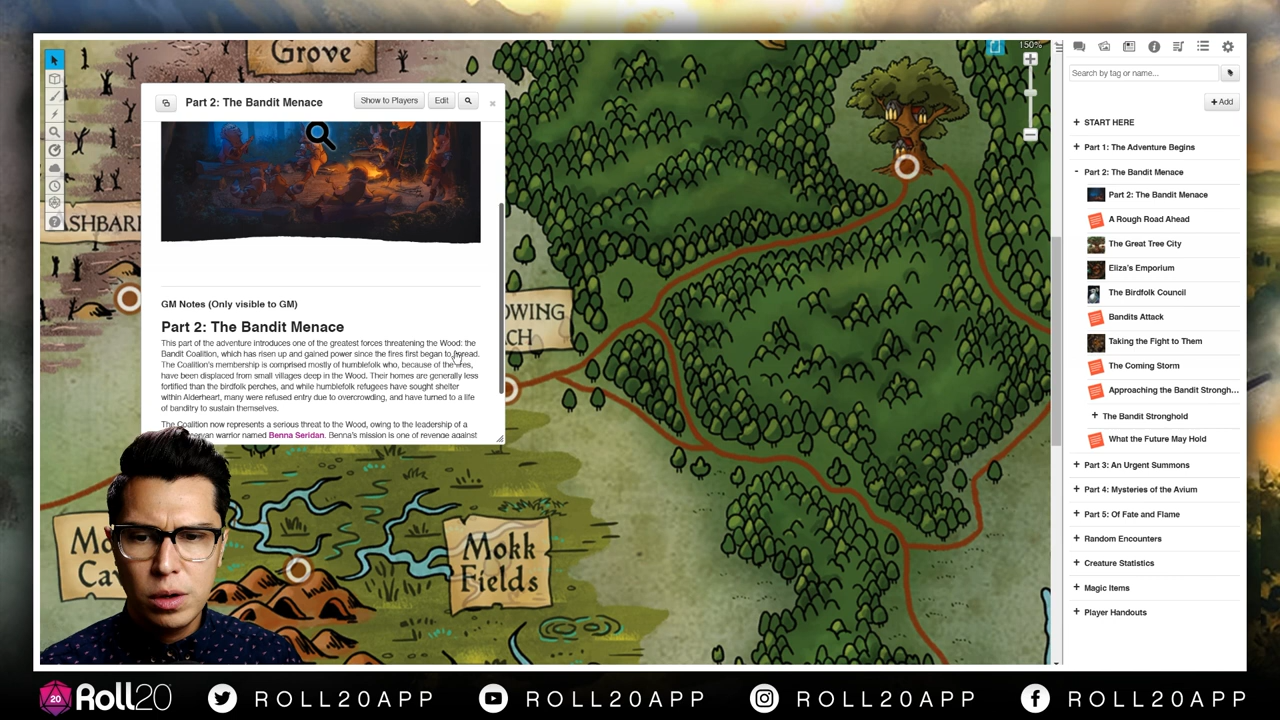 Grove
150%
Part 2: The Bandit Menace
Show to Players
Edit
Search by tag or name...
+ Add
+ START HERE
+ Part 1: The Adventure Begins
- Part 2: The Bandit Menace
Part 2: The Bandit Menace
A Rough Road Ahead
The Great Tree City
Eliza's Emporium
The Birdfolk Council
Bandits Attack
Taking the Fight to Them
The Coming Storm
Approaching the Bandit Strongh...
+ The Bandit Stronghold
What the Future May Hold
+ Part 3: An Urgent Summons
+ Part 4: Mysteries of the Avium
+ Part 5: Of Fate and Flame
+ Random Encounters
+ Creature Statistics
+ Magic Items
+ Player Handouts
ASHBAR
GM Notes (Only visible to GM)
Part 2: The Bandit Menace
This part of the adventure introduces one of the greatest forces threatening the Wood: the
Bandit Coalition, which has risen up and gained power since the fires first began to spread.
The Coalition's membership is comprised mostly of humblefolk who, because of the fires,
have been displaced from small villages deep in the Wood. Their homes are generally less
fortified than the birdfolk perches, and while humblefolk refugees have sought shelter
within Alderheart, many were refused entry due to overcrowding, and have turned to a life
of banditry to sustain themselves.
The Coalition now represents a serious threat to the Wood, owing to the leadership of a
warrior named Benna Seridan. Benna's mission is one of revenge against
OWING
CH
Mo
Cav
Mokk
Fields
20
Roll20
ROLL20APP
ROLL20APP
ROLL20APP
ROLL20APP